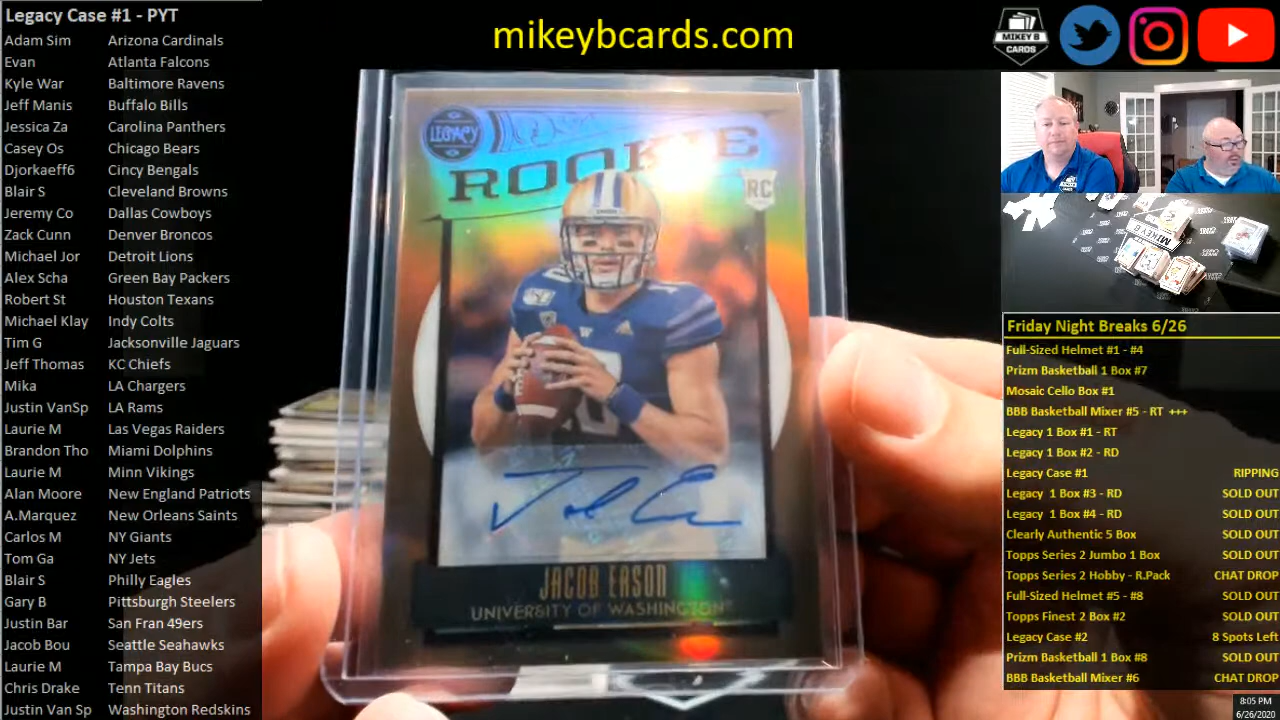 Legacy Case #1 - PYT
Adam Sim Arizona Cardinals
Evan Atlanta Falcons
Kyle War Baltimore Ravens
Jeff Manis Buffalo Bills
Jessica Za Carolina Panthers
Casey Os Chicago Bears
Djorkaeff6 Cincy Bengals
Blair S Cleveland Browns
Jeremy Co Dallas Cowboys
Zack Cunn Denver Broncos
Michael Jor Detroit Lions
Alex Scha Green Bay Packers
Robert St Houston Texans
Michael Klay Indy Colts
Tim G Jacksonville Jaguars
Jeff Thomas KC Chiefs
Mika LA Chargers
Justin VanSp LA Rams
Laurie M Las Vegas Raiders
Brandon Tho Miami Dolphins
Laurie M Minn Vikings
Alan Moore New England Patriots
A.Marquez New Orleans Saints
Carlos M NY Giants
Tom Ga NY Jets
Blair S Philly Eagles
Gary B Pittsburgh Steelers
Justin Bar San Fran 49ers
Jacob Bou Seattle Seahawks
Laurie M Tampa Bay Bucs
Chris Drake Tenn Titans
Justin Van Sp Washington Redskins
mikeybcards.com
MIKEY B
CARDS
LEGACY
ROOKIE
RC
W
JACOB EASON
UNIVERSITY OF WASHINGTON
Friday Night Breaks 6/26
Full-Sized Helmet #1 - #4
Prizm Basketball 1 Box #7
Mosaic Cello Box #1
BBB Basketball Mixer #5 - RT +++
Legacy 1 Box #1 - RT
Legacy 1 Box #2 - RD
Legacy Case #1 RIPPING
Legacy 1 Box #3 - RD SOLD OUT
Legacy 1 Box #4 - RD SOLD OUT
Clearly Authentic 5 Box SOLD OUT
Topps Series 2 Jumbo 1 Box SOLD OUT
Topps Series 2 Hobby - R.Pack CHAT DROP
Full-Sized Helmet #5 - #8 SOLD OUT
Topps Finest 2 Box #2 SOLD OUT
Legacy Case #2 8 Spots Left
Prizm Basketball 1 Box #8 SOLD OUT
BBB Basketball Mixer #6 CHAT DROP
8:05 PM
6/26/2020